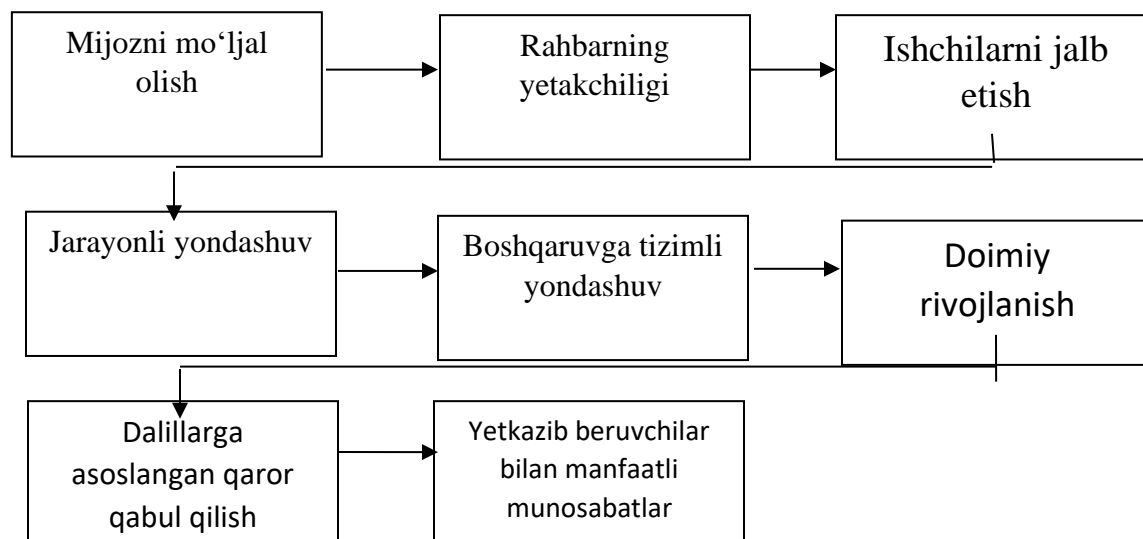 Mijozni mo‘ljal
olish
Rahbarning
yetakchiligi
Ishchilarni jalb
etish
Jarayonli yondashuv
Boshqaruvga tizimli
yondashuv
Doimiy
rivojlanish
Dalillarga
asoslangan qaror
qabul qilish
Yetkazib beruvchilar
bilan manfaatli
munosabatlar